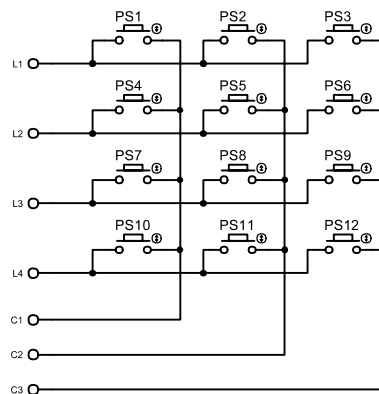 PS1 PS2 PS3
L1
PS4 PS5 PS6
L2
PS7 PS8 PS9
L3
PS10 PS11 PS12
L4
C1
C2
C3